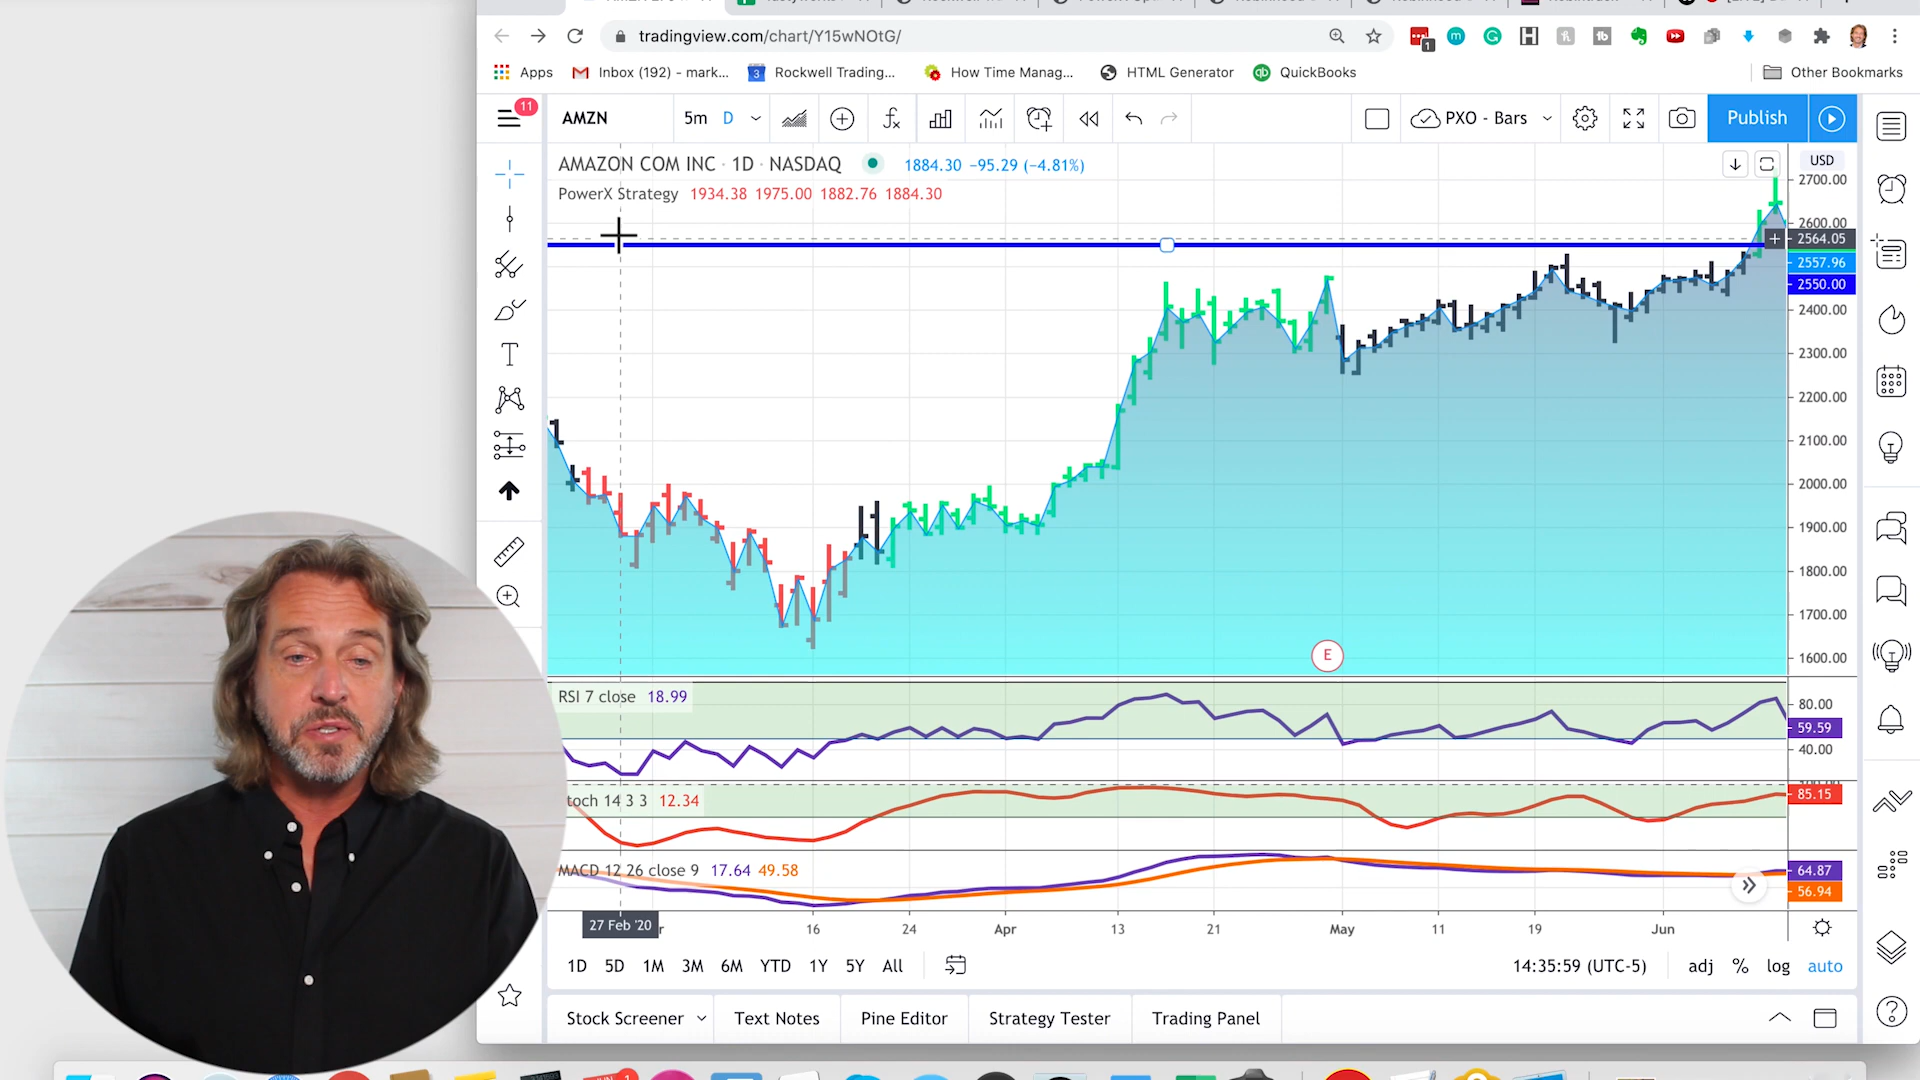 tradingview.com/chart/Y15wNOtG/
1
Apps
Inbox (192) - mark...
3
Rockwell Trading...
How Time Manag...
HTML Generator
QuickBooks
Other Bookmarks
11
AMZN
5m
D
PXO - Bars
Publish
AMAZON COM INC · 1D · NASDAQ
1884.30 −95.29 (−4.81%)
PowerX Strategy 1934.38 1975.00 1882.76 1884.30
USD
2700.00
2600.00
2564.05
2557.96
2550.00
2400.00
2300.00
2200.00
2100.00
2000.00
1900.00
1800.00
1700.00
1600.00
E
RSI 7 close 18.99
80.00
59.59
40.00
toch 14 3 3 12.34
85.15
MACD 12 26 close 9 17.64 49.58
64.87
56.94
27 Feb '20
16
24
Apr
13
21
May
11
19
Jun
1D 5D 1M 3M 6M YTD 1Y 5Y All
14:35:59 (UTC-5)
adj % log auto
Stock Screener
Text Notes
Pine Editor
Strategy Tester
Trading Panel